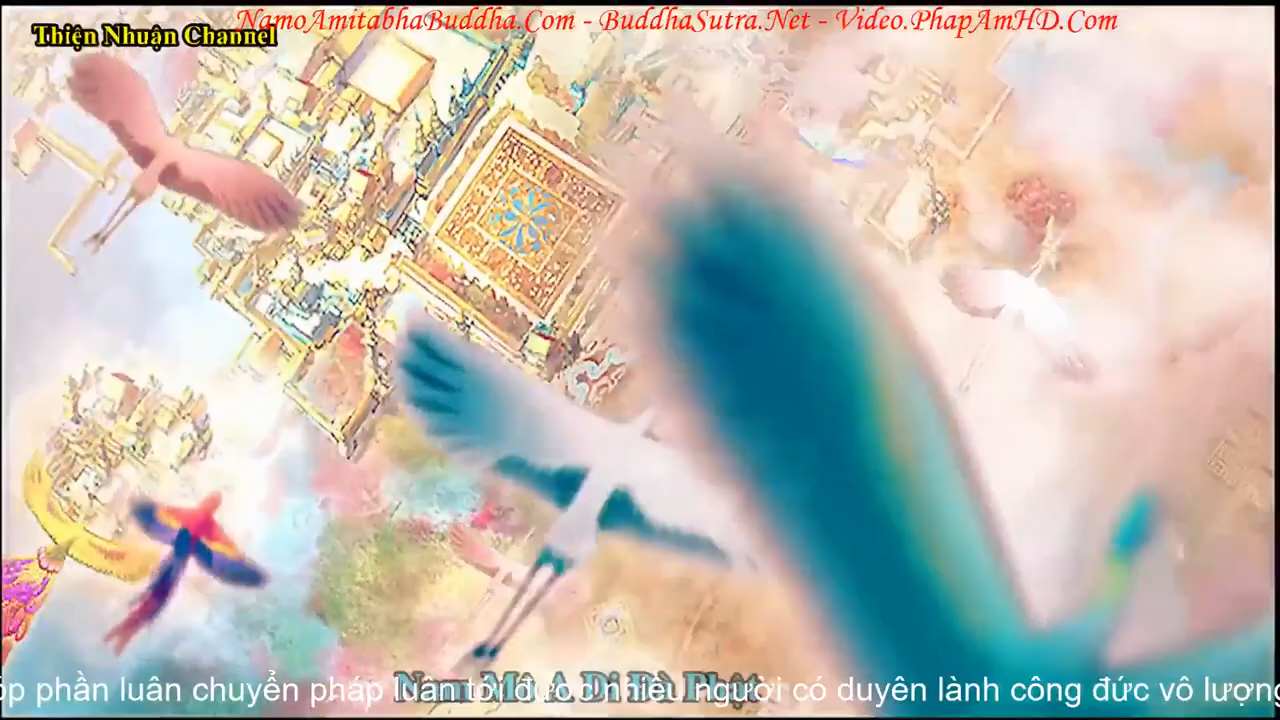 NamoAmitabhaBuddha.Com - BuddhaSutra.Net - Video.PhapAmHD.Com
Thiện Nhuận Channel
Nam Mô A Di Đà Phật
óp phần luân chuyển pháp luân tới được nhiều người có duyên lành công đức vô lượng